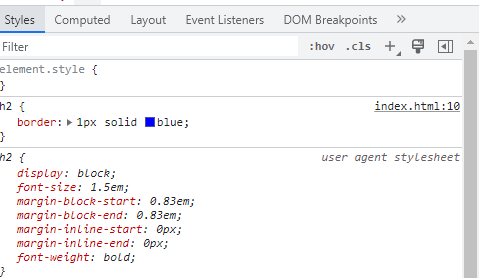 Styles Computed Layout Event Listeners DOM Breakpoints »
Filter :hov .cls +
element.style {
}
h2 { index.html:10
border: 1px solid blue;
}
h2 { user agent stylesheet
display: block;
font-size: 1.5em;
margin-block-start: 0.83em;
margin-block-end: 0.83em;
margin-inline-start: 0px;
margin-inline-end: 0px;
font-weight: bold;
}